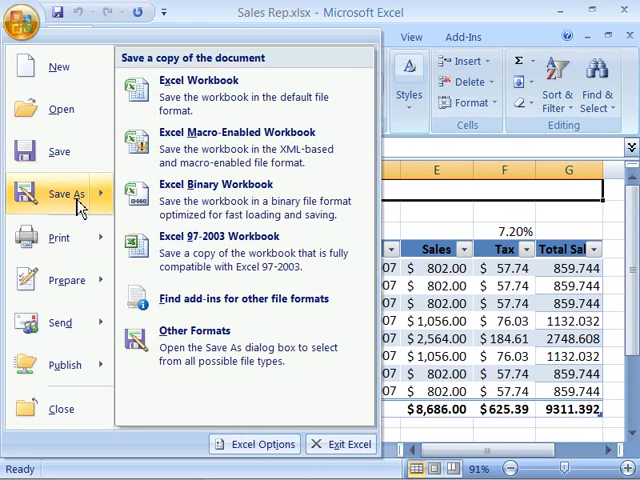 Sales Rep.xlsx - Microsoft Excel
View Add-Ins
New
Open
Save
Save As
Print
Prepare
Send
Publish
Close
Save a copy of the document
Excel Workbook
Save the workbook in the default file
format.
Excel Macro-Enabled Workbook
Save the workbook in the XML-based
and macro-enabled file format.
Excel Binary Workbook
Save the workbook in a binary file format
optimized for fast loading and saving.
Excel 97-2003 Workbook
Save a copy of the workbook that is fully
compatible with Excel 97-2003.
Find add-ins for other file formats
Other Formats
Open the Save As dialog box to select
from all possible file types.
Excel Options Exit Excel
Styles
Insert
Delete
Format
Cells
Σ
Sort &
Filter
Find &
Select
Editing
E F G
7.20%
Sales Tax Total Sal
07 $ 802.00 $ 57.74 859.744
07 $ 802.00 $ 57.74 859.744
07 $ 802.00 $ 57.74 859.744
07 $ 1,056.00 $ 76.03 1132.032
07 $ 2,564.00 $ 184.61 2748.608
07 $ 1,056.00 $ 76.03 1132.032
07 $ 802.00 $ 57.74 859.744
07 $ 802.00 $ 57.74 859.744
$ 8,686.00 $ 625.39 9311.392
Ready
91%